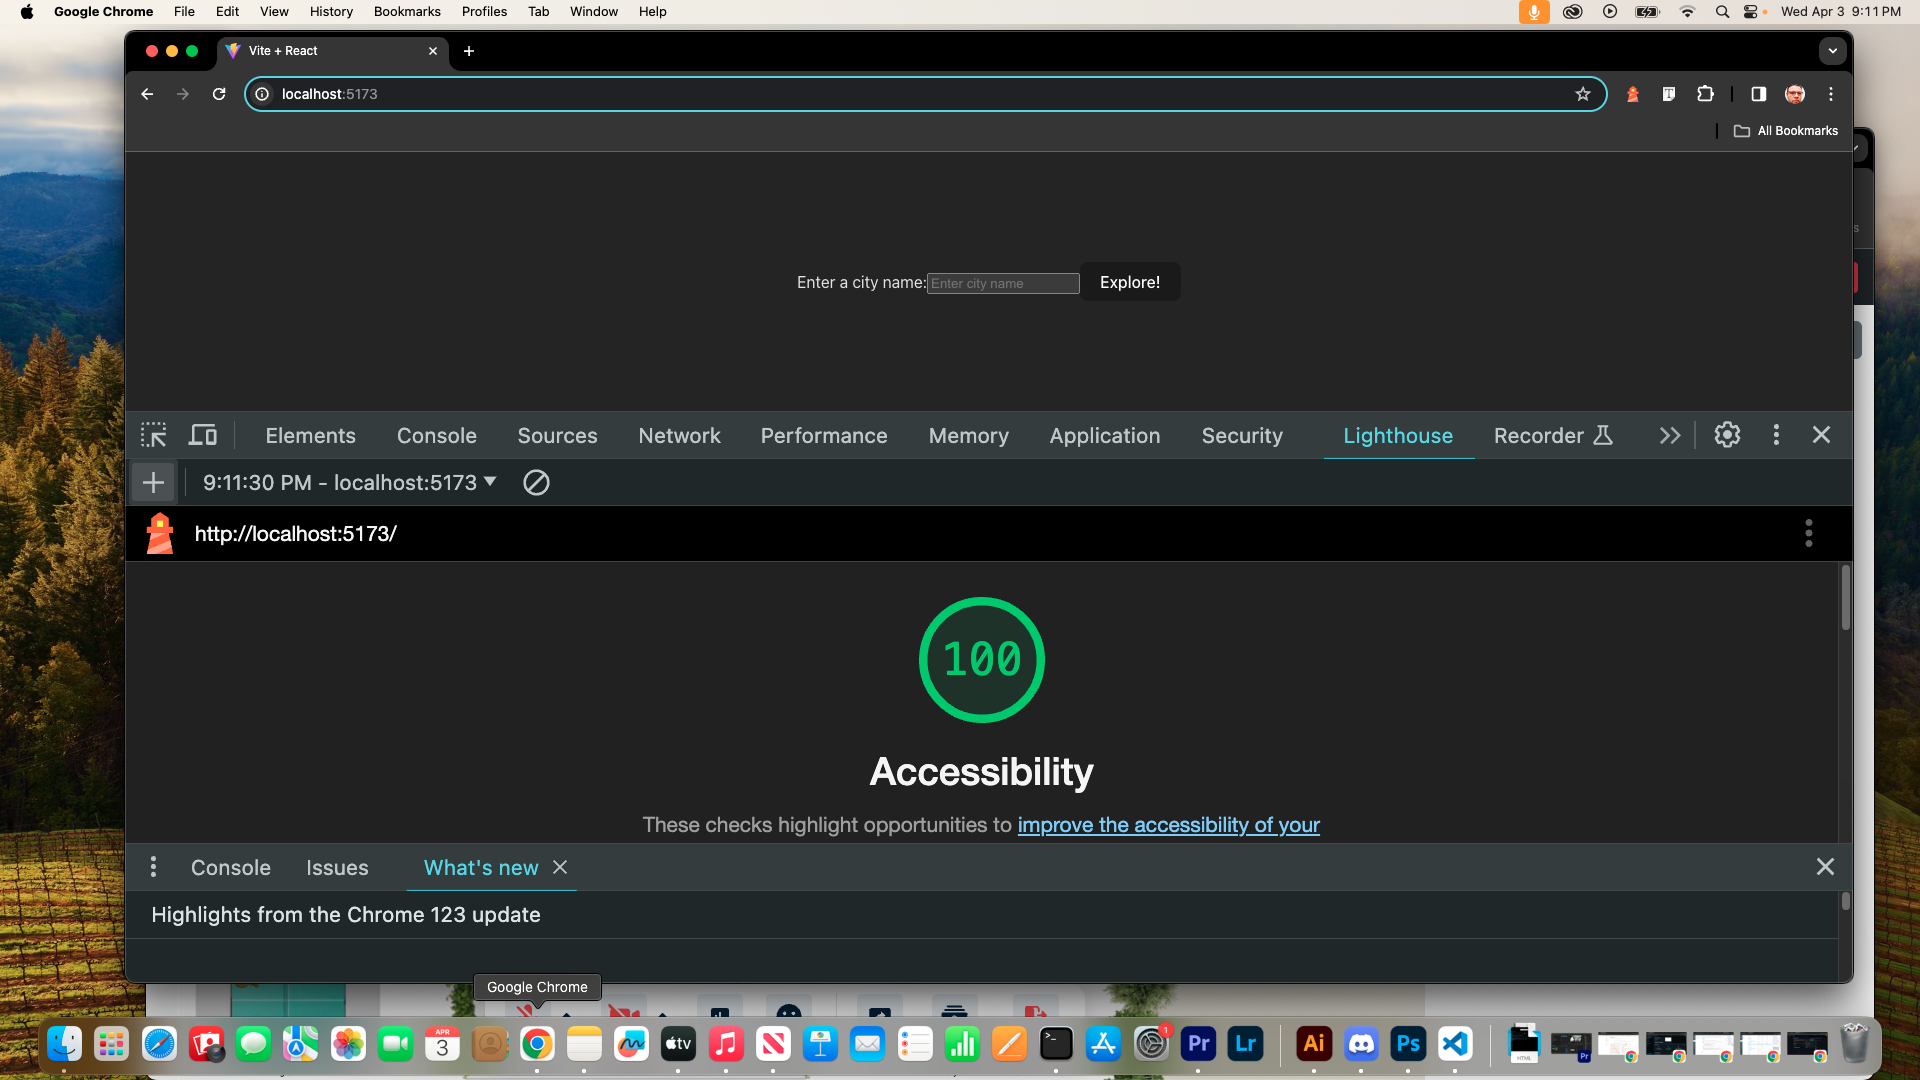 Google Chrome File Edit View History Bookmarks Profiles Tab Window Help Wed Apr 3 9:11 PM
Vite + React
localhost:5173
All Bookmarks
s
Enter a city name: Enter city name Explore!
Elements Console Sources Network Performance Memory Application Security Lighthouse Recorder
9:11:30 PM - localhost:5173
http://localhost:5173/
100
Accessibility
These checks highlight opportunities to improve the accessibility of your
Console Issues What's new
Highlights from the Chrome 123 update
Google Chrome
APR
3
tv
1
Pr
Lr
Ai
Ps
HTML
Pr